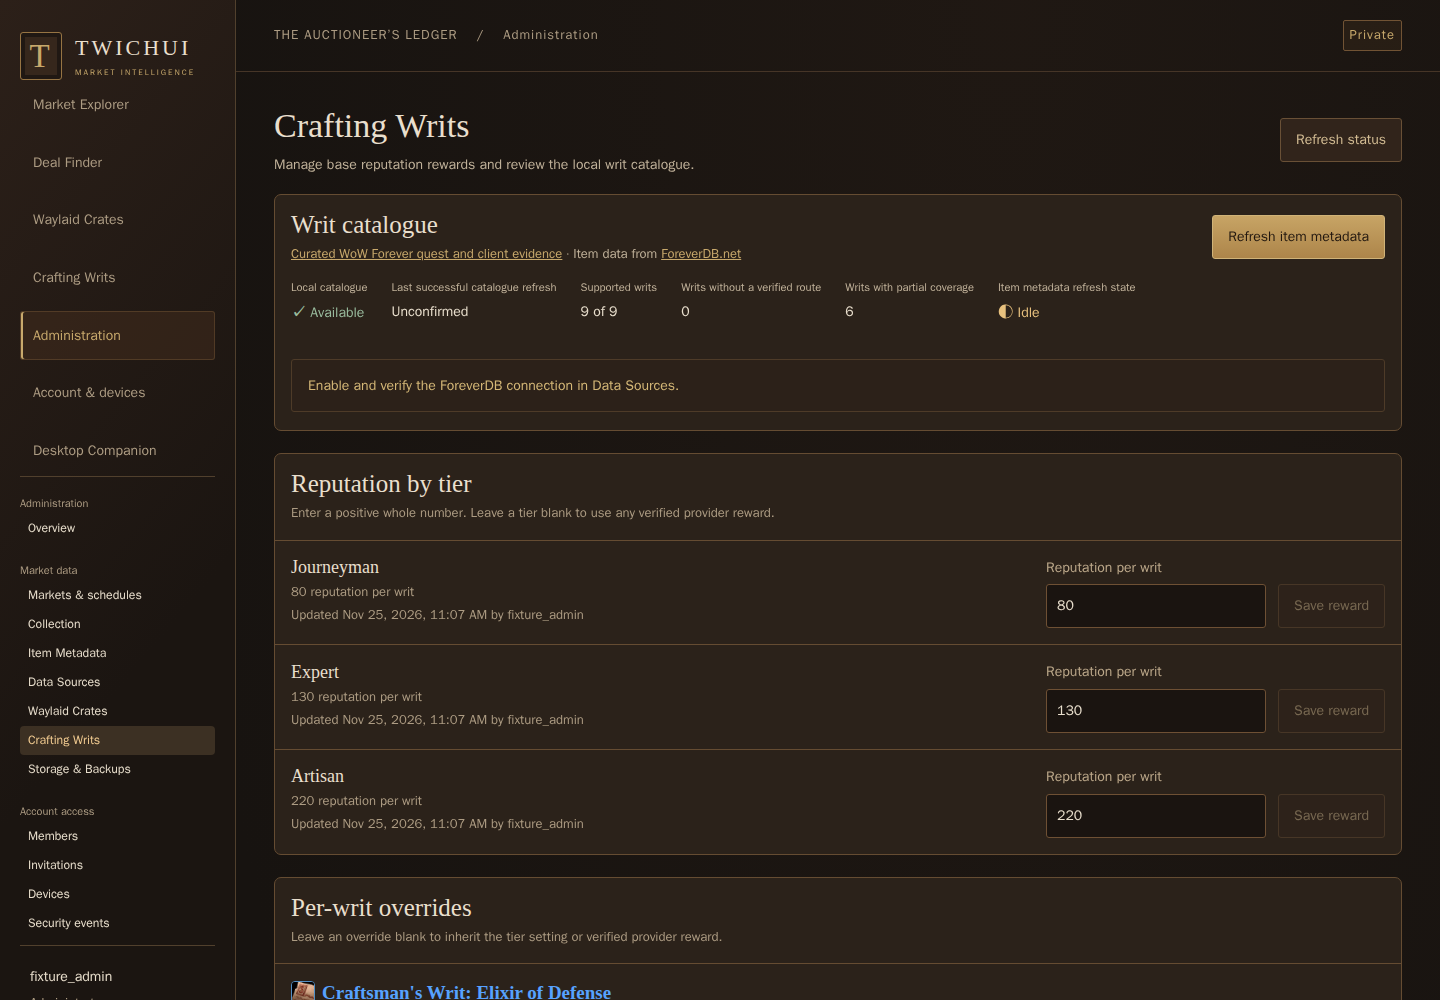 T
TWICHUI
MARKET INTELLIGENCE
Market Explorer
Deal Finder
Waylaid Crates
Crafting Writs
Administration
Account & devices
Desktop Companion
Administration
Overview
Market data
Markets & schedules
Collection
Item Metadata
Data Sources
Waylaid Crates
Crafting Writs
Storage & Backups
Account access
Members
Invitations
Devices
Security events
fixture_admin
THE AUCTIONEER'S LEDGER / Administration
Private
Crafting Writs
Manage base reputation rewards and review the local writ catalogue.
Refresh status
Writ catalogue
Curated WoW Forever quest and client evidence · Item data from ForeverDB.net
Refresh item metadata
Local catalogue
✓ Available
Last successful catalogue refresh
Unconfirmed
Supported writs
9 of 9
Writs without a verified route
0
Writs with partial coverage
6
Item metadata refresh state
Idle
Enable and verify the ForeverDB connection in Data Sources.
Reputation by tier
Enter a positive whole number. Leave a tier blank to use any verified provider reward.
Journeyman
80 reputation per writ
Updated Nov 25, 2026, 11:07 AM by fixture_admin
Reputation per writ
80
Save reward
Expert
130 reputation per writ
Updated Nov 25, 2026, 11:07 AM by fixture_admin
Reputation per writ
130
Save reward
Artisan
220 reputation per writ
Updated Nov 25, 2026, 11:07 AM by fixture_admin
Reputation per writ
220
Save reward
Per-writ overrides
Leave an override blank to inherit the tier setting or verified provider reward.
Craftsman's Writ: Elixir of Defense